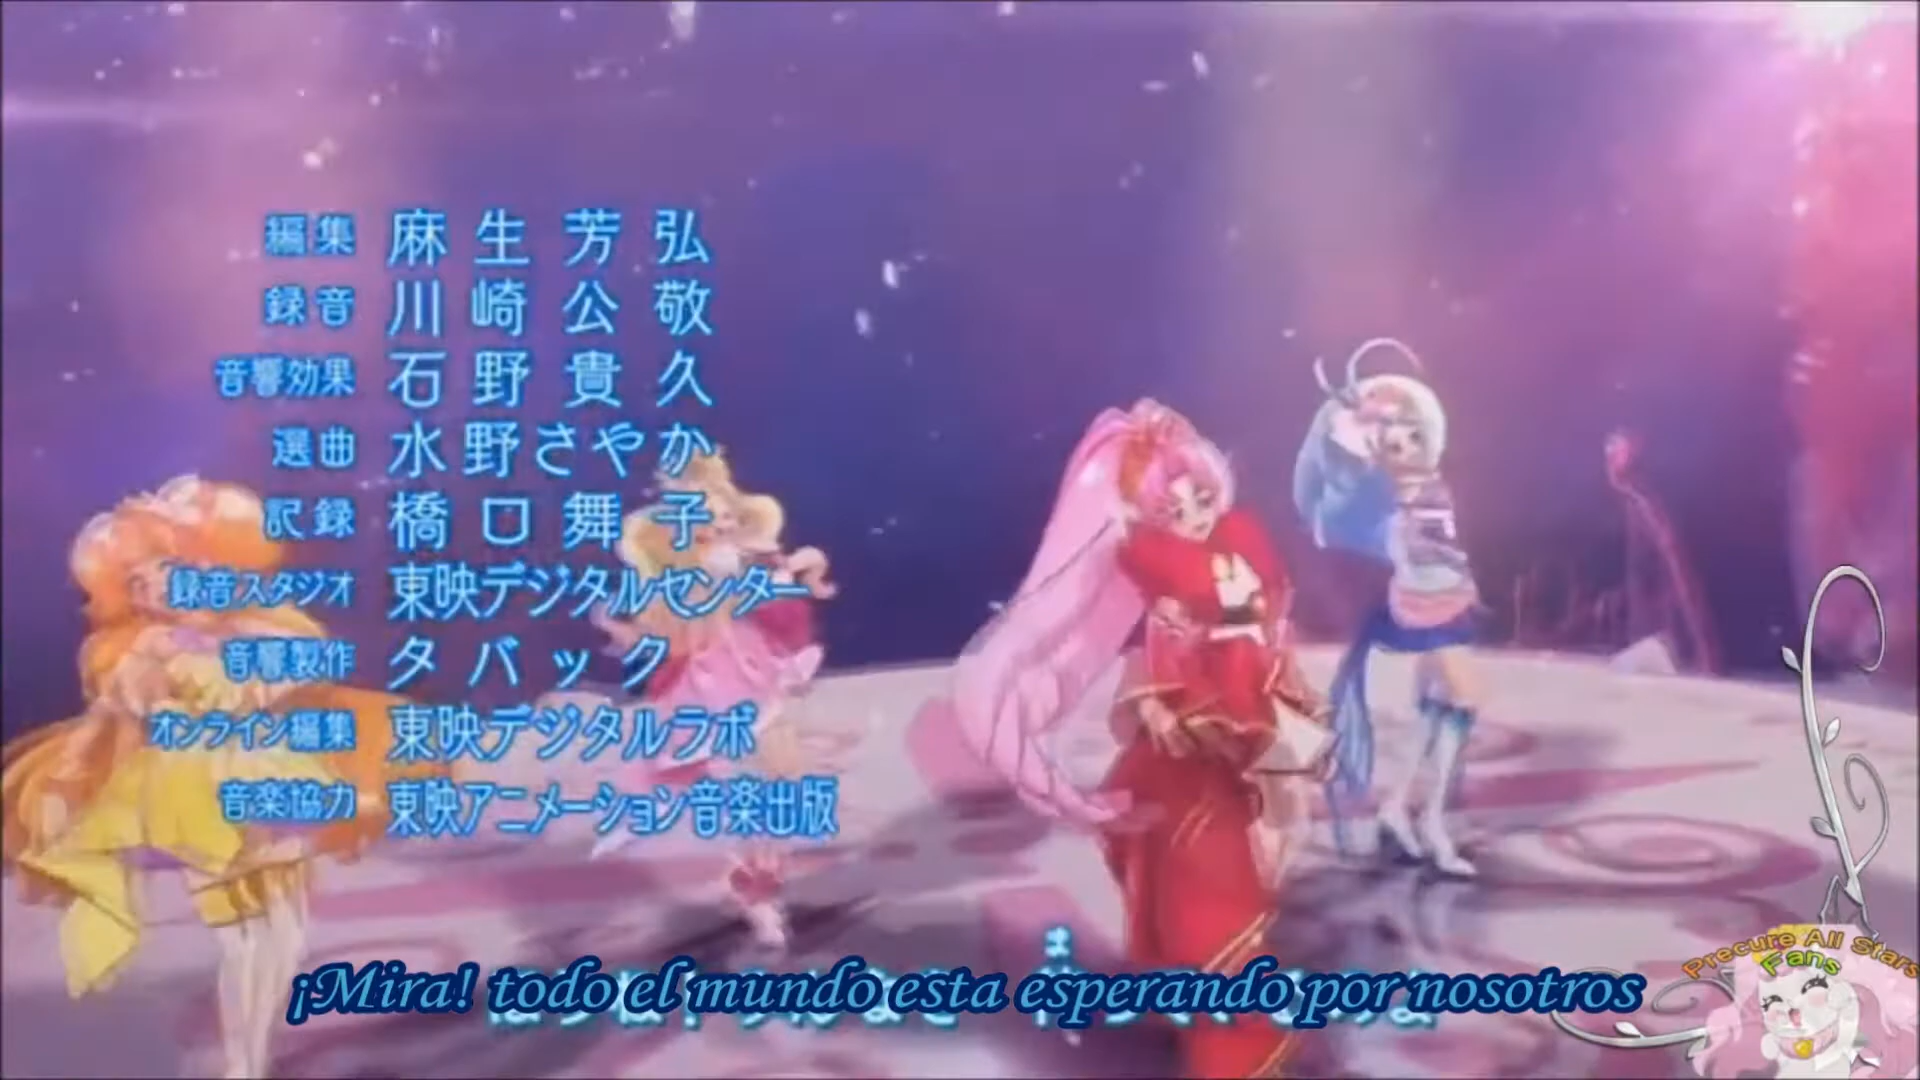 編集 麻生芳弘
録音 川崎公敬
音響効果 石野貴久
選曲 水野さやか
記録 橋口舞子
録音スタジオ 東映デジタルセンター
音響製作 タバック
オンライン編集 東映デジタルラボ
音楽協力 東映アニメーション音楽出版
¡Mira! todo el mundo esta esperando por nosotros
Precure All Stars
Fans